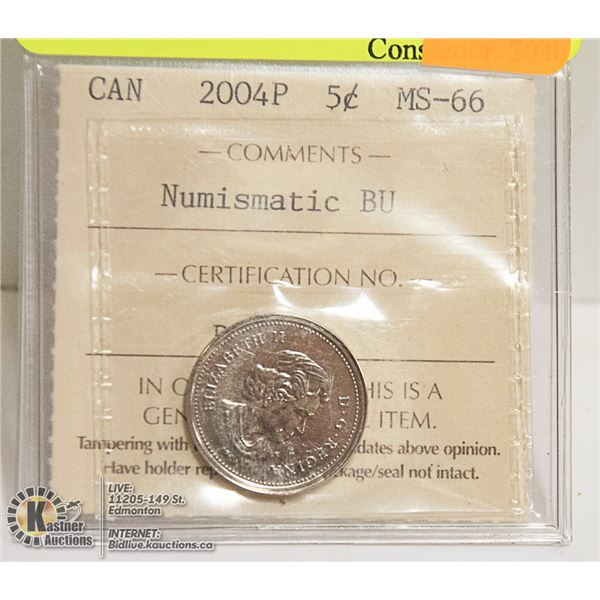 Cons
CAN 2004P 5¢ MS-66
— COMMENTS —
Numismatic BU
— CERTIFICATION NO. —
ELIZABETH II D·G·REGINA
IN HIS IS A
GEN ITEM.
Tampering with dates above opinion.
Have holder rep kage/seal not intact.
LIVE:
11205-149 St.
Edmonton
INTERNET:
Bidlive.kauctions.ca
Kastner
Auctions